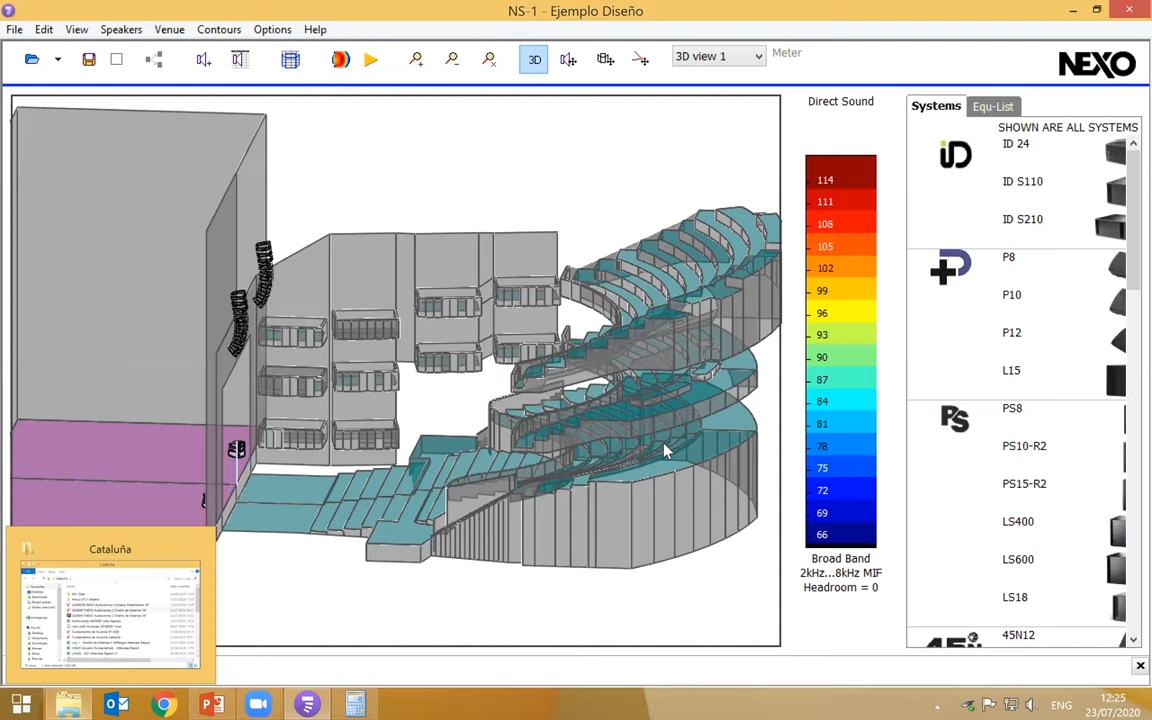 NS-1 - Ejemplo Diseño
File Edit View Speakers Venue Contours Options Help
3D
3D view 1
Meter
NEXO
Direct Sound
114
111
108
105
102
99
96
93
90
87
84
81
78
75
72
69
66
Broad Band
2kHz...8kHz MIF
Headroom = 0
Systems Equ-List
SHOWN ARE ALL SYSTEMS
iD
ID 24
ID S110
ID S210
P8
P10
P12
L15
PS
PS8
PS10-R2
PS15-R2
LS400
LS600
LS18
45N12
Cataluña
Cataluña
ENG
12:25
23/07/2020